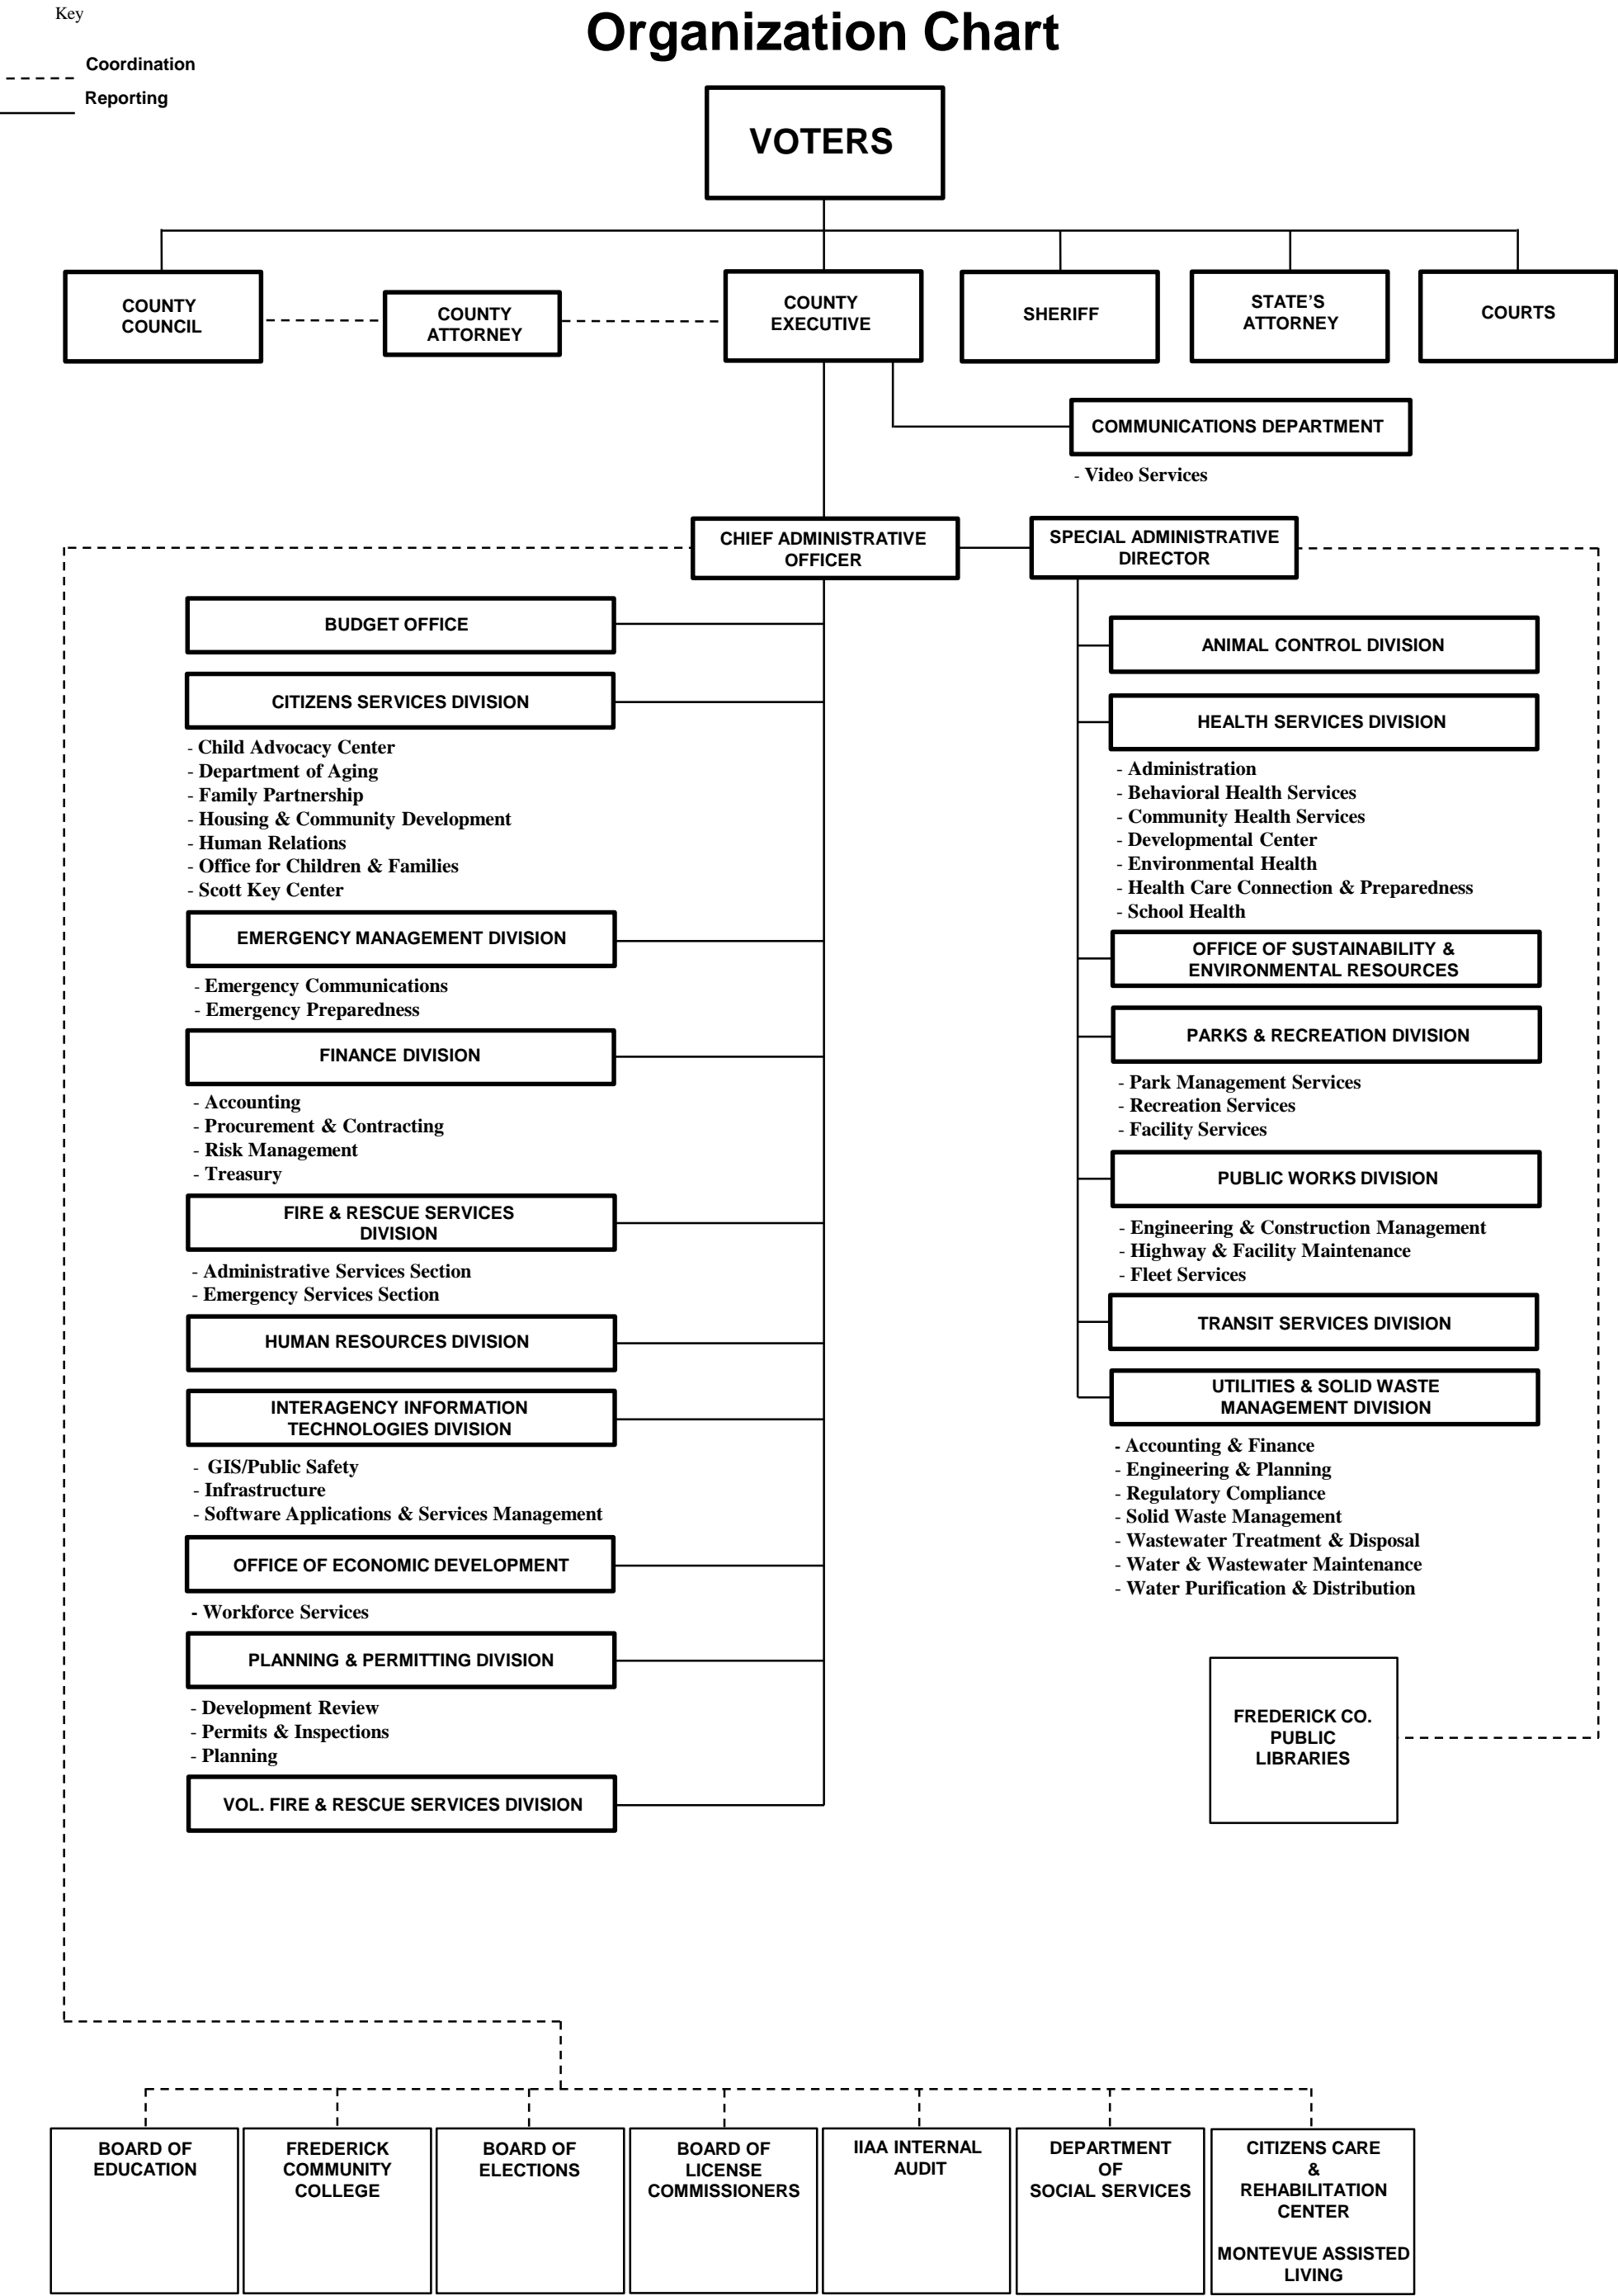 Key
Organization Chart
Coordination
Reporting
VOTERS
COUNTY
COUNCIL
COUNTY
ATTORNEY
COUNTY
EXECUTIVE
SHERIFF
STATE'S
ATTORNEY
COURTS
COMMUNICATIONS DEPARTMENT
- Video Services
CHIEF ADMINISTRATIVE
OFFICER
SPECIAL ADMINISTRATIVE
DIRECTOR
BUDGET OFFICE
CITIZENS SERVICES DIVISION
- Child Advocacy Center
- Department of Aging
- Family Partnership
- Housing & Community Development
- Human Relations
- Office for Children & Families
- Scott Key Center
EMERGENCY MANAGEMENT DIVISION
- Emergency Communications
- Emergency Preparedness
FINANCE DIVISION
- Accounting
- Procurement & Contracting
- Risk Management
- Treasury
FIRE & RESCUE SERVICES
DIVISION
- Administrative Services Section
- Emergency Services Section
HUMAN RESOURCES DIVISION
INTERAGENCY INFORMATION
TECHNOLOGIES DIVISION
- GIS/Public Safety
- Infrastructure
- Software Applications & Services Management
OFFICE OF ECONOMIC DEVELOPMENT
- Workforce Services
PLANNING & PERMITTING DIVISION
- Development Review
- Permits & Inspections
- Planning
VOL. FIRE & RESCUE SERVICES DIVISION
ANIMAL CONTROL DIVISION
HEALTH SERVICES DIVISION
- Administration
- Behavioral Health Services
- Community Health Services
- Developmental Center
- Environmental Health
- Health Care Connection & Preparedness
- School Health
OFFICE OF SUSTAINABILITY &
ENVIRONMENTAL RESOURCES
PARKS & RECREATION DIVISION
- Park Management Services
- Recreation Services
- Facility Services
PUBLIC WORKS DIVISION
- Engineering & Construction Management
- Highway & Facility Maintenance
- Fleet Services
TRANSIT SERVICES DIVISION
UTILITIES & SOLID WASTE
MANAGEMENT DIVISION
- Accounting & Finance
- Engineering & Planning
- Regulatory Compliance
- Solid Waste Management
- Wastewater Treatment & Disposal
- Water & Wastewater Maintenance
- Water Purification & Distribution
FREDERICK CO.
PUBLIC
LIBRARIES
BOARD OF
EDUCATION
FREDERICK
COMMUNITY
COLLEGE
BOARD OF
ELECTIONS
BOARD OF
LICENSE
COMMISSIONERS
IIAA INTERNAL
AUDIT
DEPARTMENT
OF
SOCIAL SERVICES
CITIZENS CARE
&
REHABILITATION
CENTER
MONTEVUE ASSISTED
LIVING